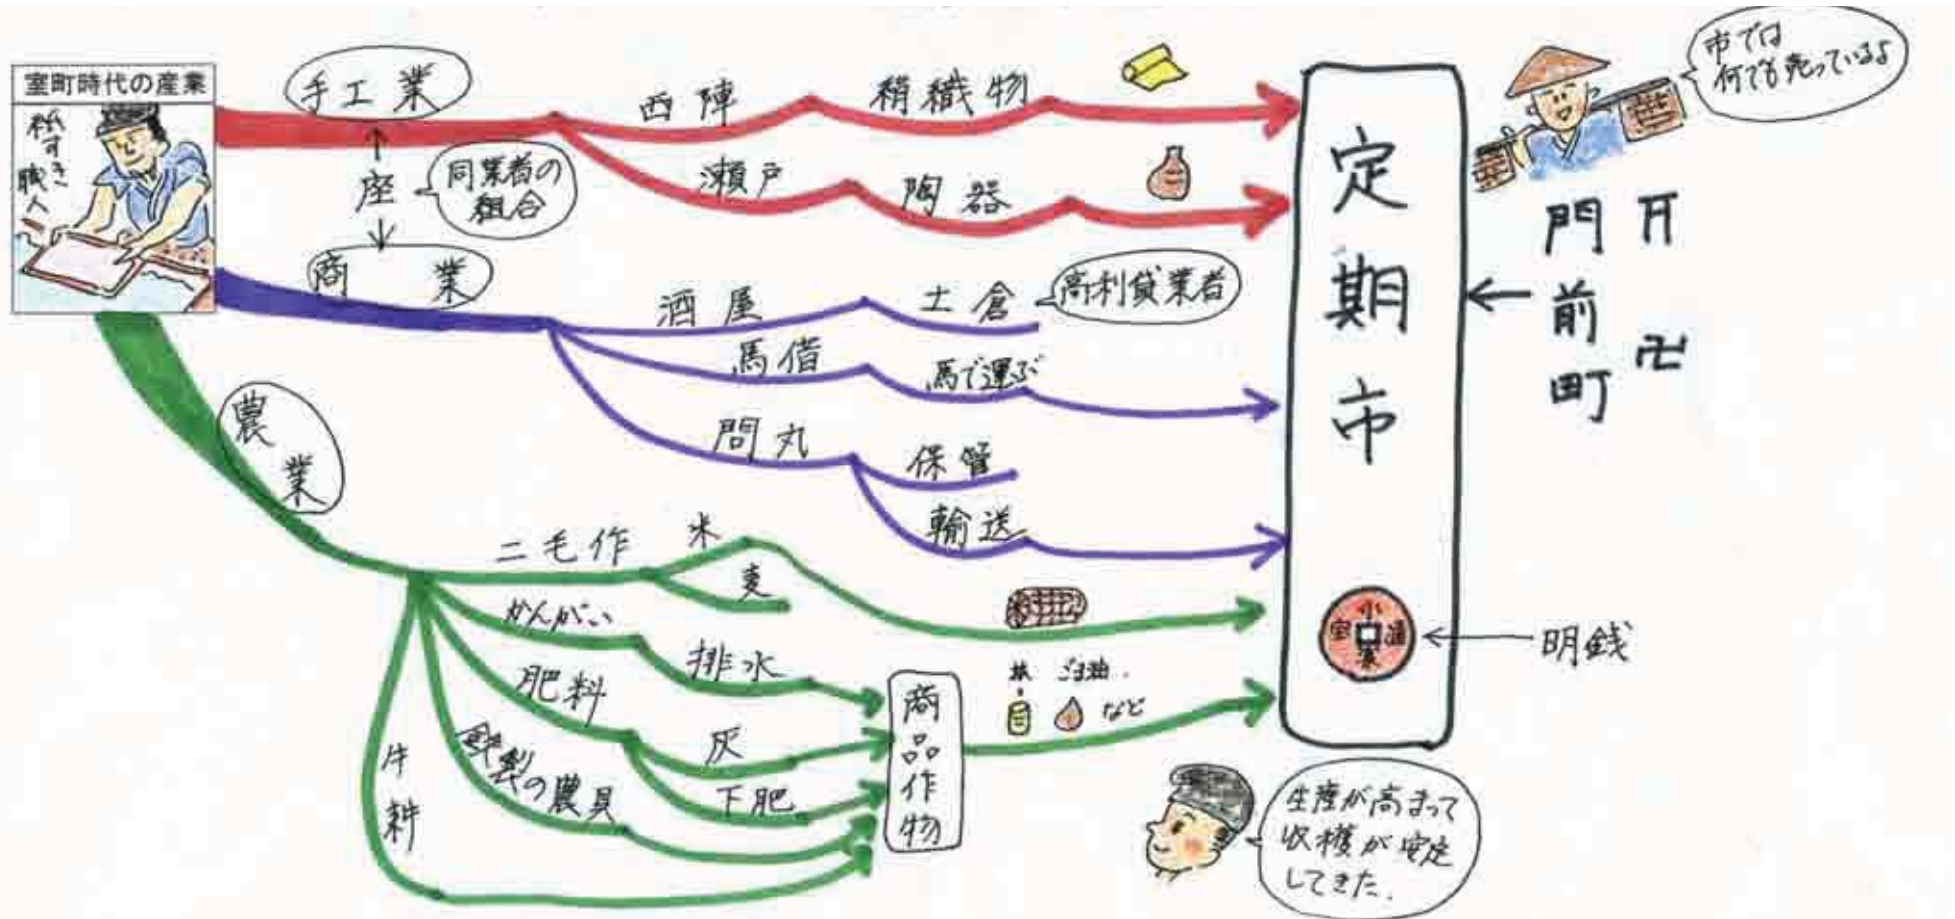 室町時代の産業
紙すき
職人
手工業
座
同業者の
組合
商業
農業
西陣
絹織物
瀬戸
陶器
酒屋
土倉
高利貸業者
馬借
馬で運ぶ
問丸
保管
輸送
二毛作
米
麦
かんがい
排水
肥料
灰
下肥
鉄製の農具
牛耕
商品作物
ごま油
など
定期市
市では
何でも売っているよ
門前町
卍
明銭
生産が高まって
収穫が安定
してきた.